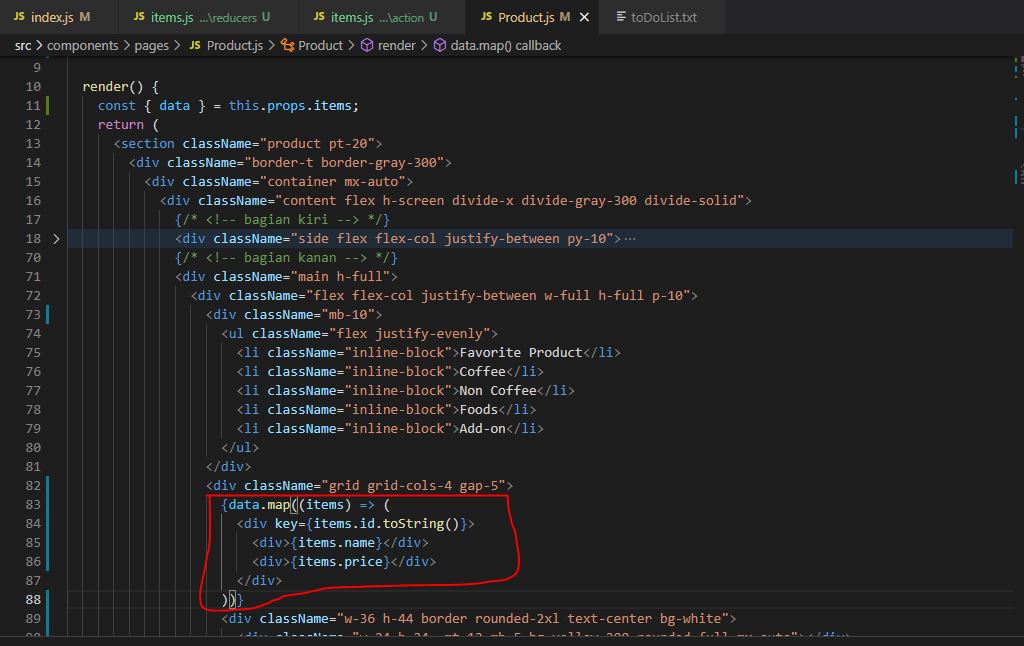 JS index.js M JS items.js ...\reducers U JS items.js ...\action U JS Product.js M × toDoList.txt
src > components > pages > JS Product.js > Product > render > data.map() callback
9
10 render() {
11 const { data } = this.props.items;
12 return (
13 <section className="product pt-20">
14 <div className="border-t border-gray-300">
15 <div className="container mx-auto">
16 <div className="content flex h-screen divide-x divide-gray-300 divide-solid">
17 {/* <!-- bagian kiri --> */}
18 > <div className="side flex flex-col justify-between py-10">···
70 {/* <!-- bagian kanan --> */}
71 <div className="main h-full">
72 <div className="flex flex-col justify-between w-full h-full p-10">
73 <div className="mb-10">
74 <ul className="flex justify-evenly">
75 <li className="inline-block">Favorite Product</li>
76 <li className="inline-block">Coffee</li>
77 <li className="inline-block">Non Coffee</li>
78 <li className="inline-block">Foods</li>
79 <li className="inline-block">Add-on</li>
80 </ul>
81 </div>
82 <div className="grid grid-cols-4 gap-5">
83 {data.map((items) => (
84 <div key={items.id.toString()}>
85 <div>{items.name}</div>
86 <div>{items.price}</div>
87 </div>
88 ))}
89 <div className="w-36 h-44 border rounded-2xl text-center bg-white">